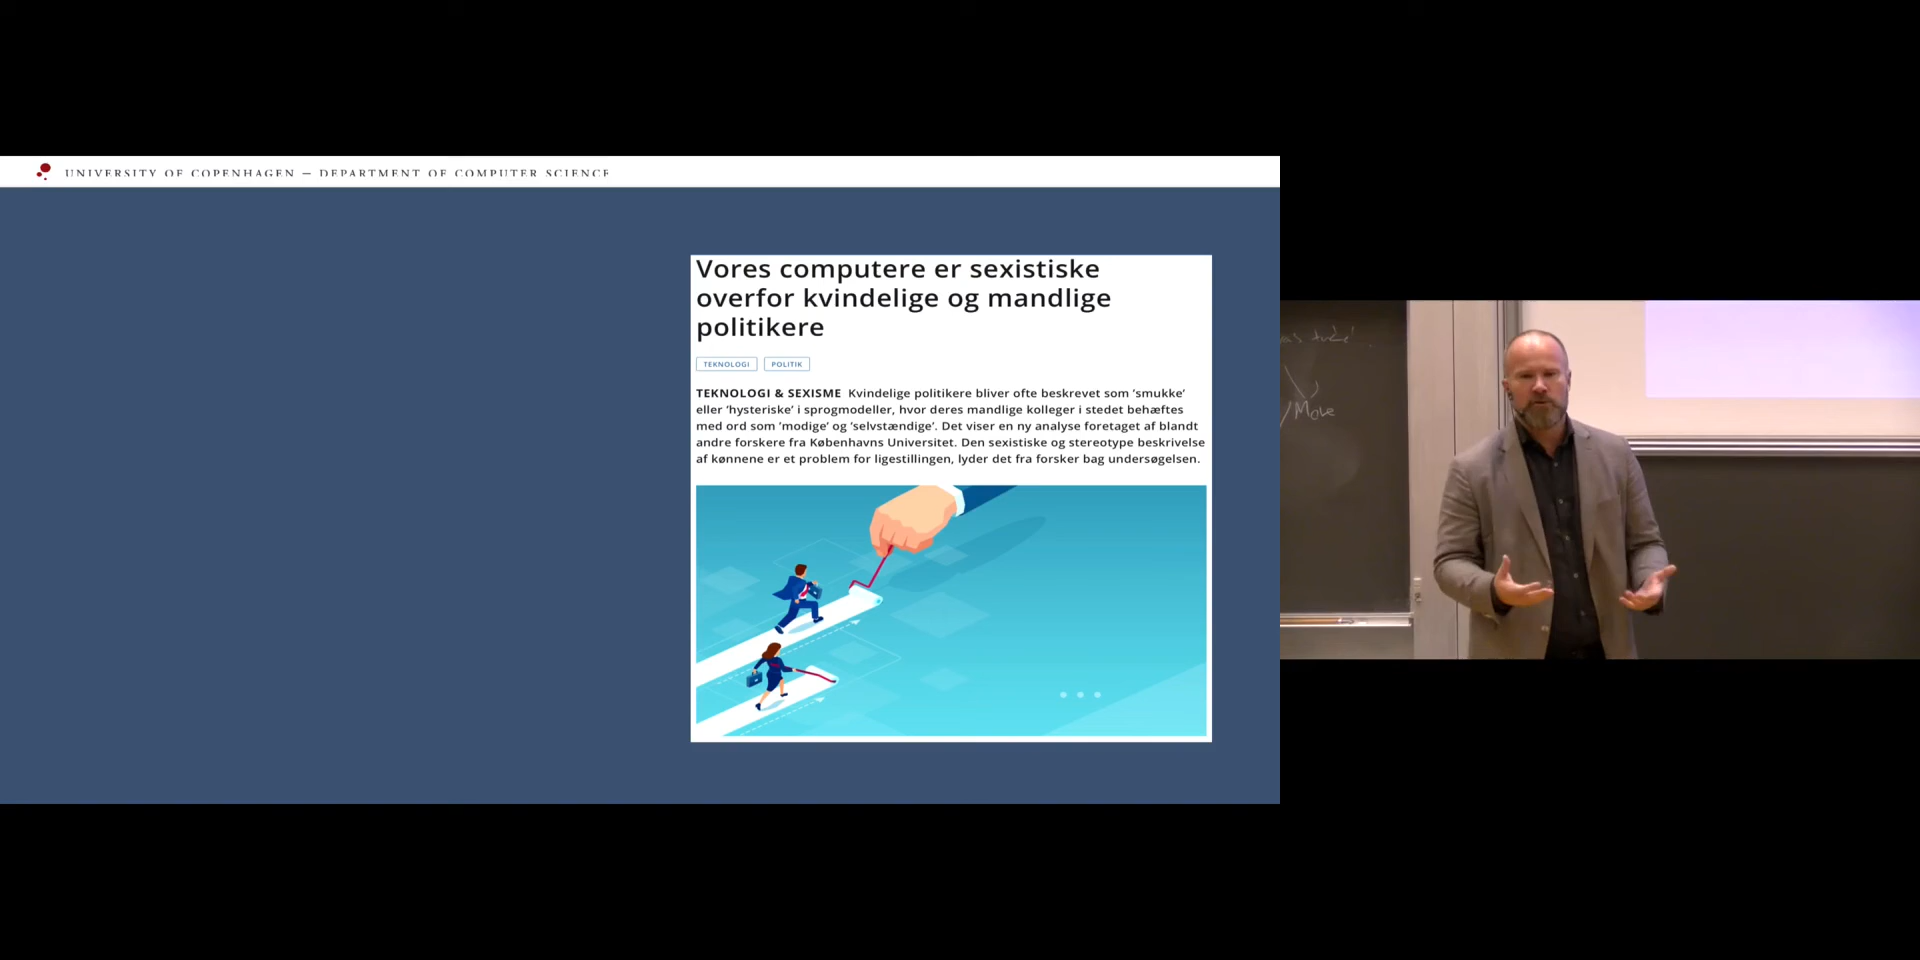 UNIVERSITY OF COPENHAGEN — DEPARTMENT OF COMPUTER SCIENCE
Vores computere er sexistiske
overfor kvindelige og mandlige
politikere
TEKNOLOGI POLITIK
TEKNOLOGI & SEXISME Kvindelige politikere bliver ofte beskrevet som ‘smukke’
eller ‘hysteriske’ i sprogmodeller, hvor deres mandlige kolleger i stedet behæftes
med ord som ‘modige’ og ‘selvstændige’. Det viser en ny analyse foretaget af blandt
andre forskere fra Københavns Universitet. Den sexistiske og stereotype beskrivelse
af kønnene er et problem for ligestillingen, lyder det fra forsker bag undersøgelsen.
/Move